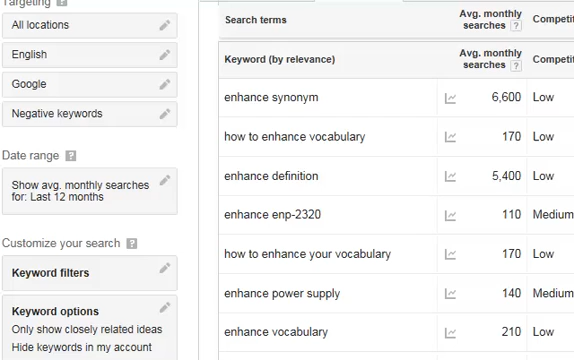 Targeting ?
All locations
English
Google
Negative keywords
Date range ?
Show avg. monthly searches
for: Last 12 months
Customize your search ?
Keyword filters
Keyword options
Only show closely related ideas
Hide keywords in my account
Search terms Avg. monthly searches ? Competit
Keyword (by relevance) Avg. monthly searches ? Competit
enhance synonym 6,600 Low
how to enhance vocabulary 170 Low
enhance definition 5,400 Low
enhance enp-2320 110 Medium
how to enhance your vocabulary 170 Low
enhance power supply 140 Medium
enhance vocabulary 210 Low